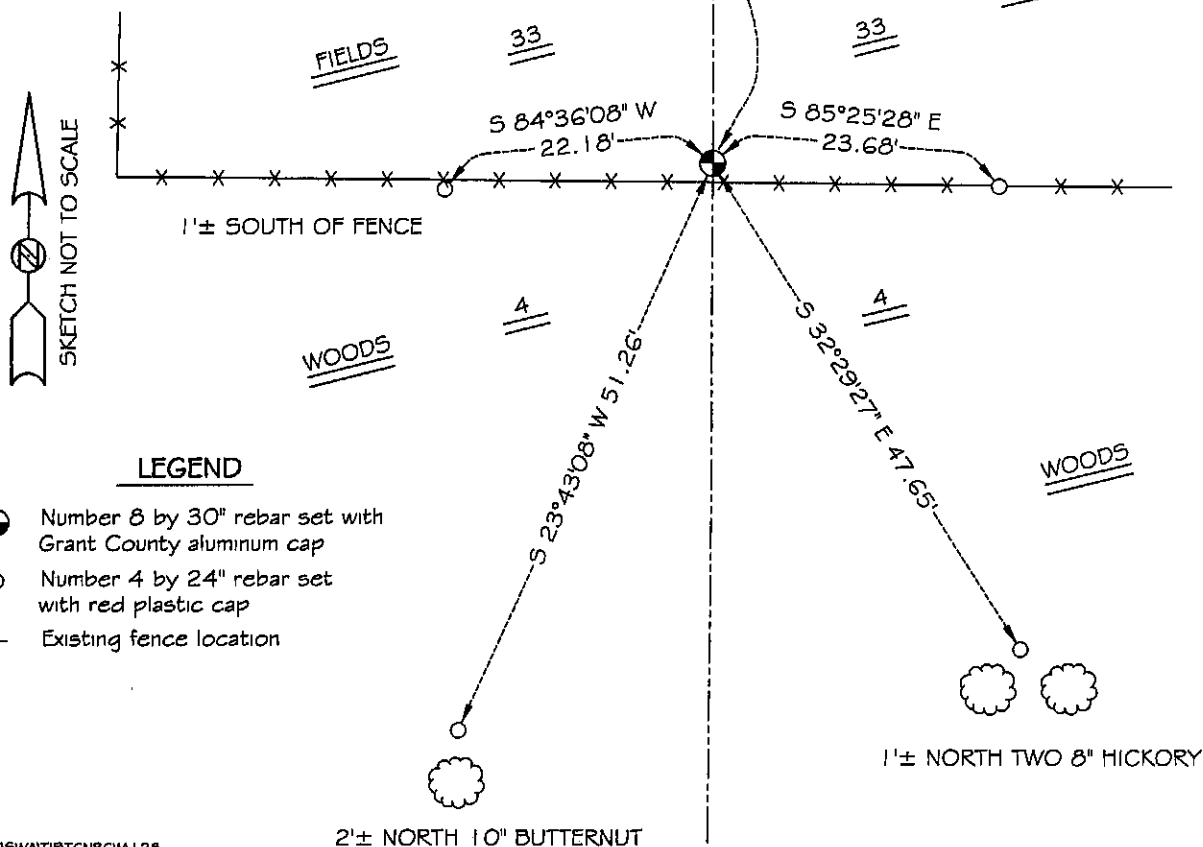 FIELDS
33
33
S 84°36'08" W
22.18'
S 85°25'28" E
23.68'
SKETCH NOT TO SCALE
N
1'± SOUTH OF FENCE
4
4
WOODS
S 23°43'08" W 51.26'
S 32°29'27" E 47.65'
WOODS
LEGEND
Number 8 by 30" rebar set with
Grant County aluminum cap
Number 4 by 24" rebar set
with red plastic cap
Existing fence location
1'± NORTH TWO 8" HICKORY
2'± NORTH 10" BUTTERNUT